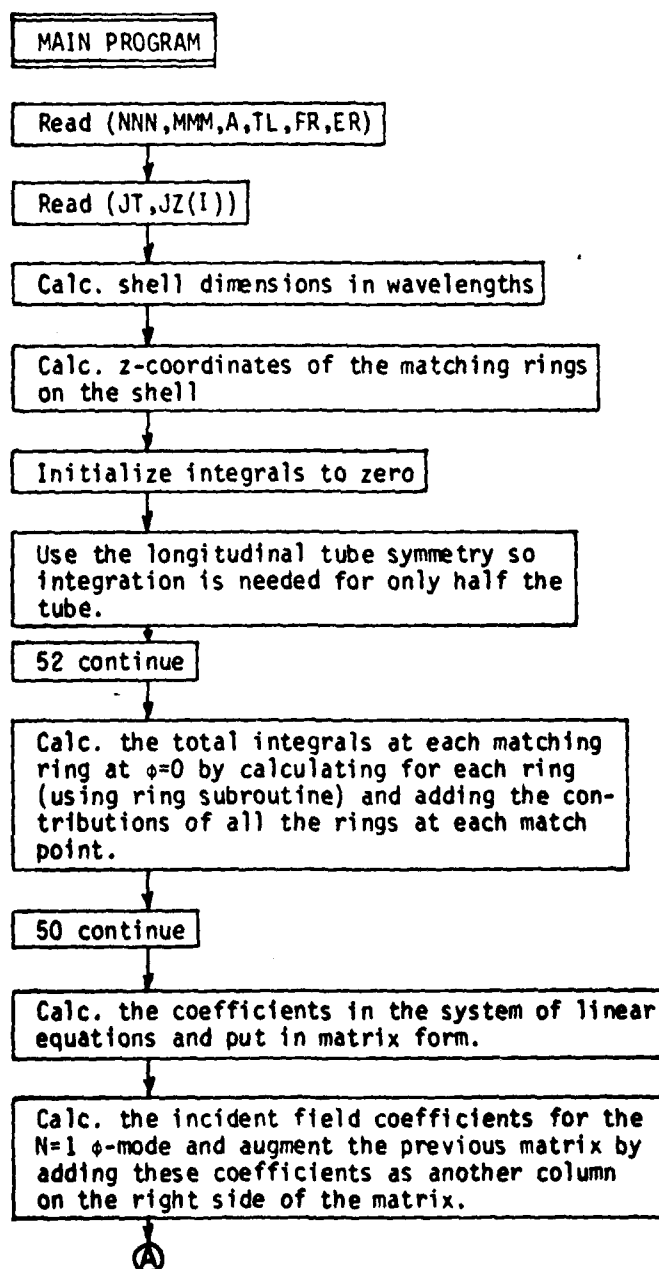 MAIN PROGRAM
Read (NNN,MMM,A,TL,FR,ER)
Read (JT,JZ(I))
Calc. shell dimensions in wavelengths
Calc. z-coordinates of the matching rings
on the shell
Initialize integrals to zero
Use the longitudinal tube symmetry so
integration is needed for only half the
tube.
52 continue
Calc. the total integrals at each matching
ring at φ=0 by calculating for each ring
(using ring subroutine) and adding the con-
tributions of all the rings at each match
point.
50 continue
Calc. the coefficients in the system of linear
equations and put in matrix form.
Calc. the incident field coefficients for the
N=1 φ-mode and augment the previous matrix by
adding these coefficients as another column
on the right side of the matrix.
A